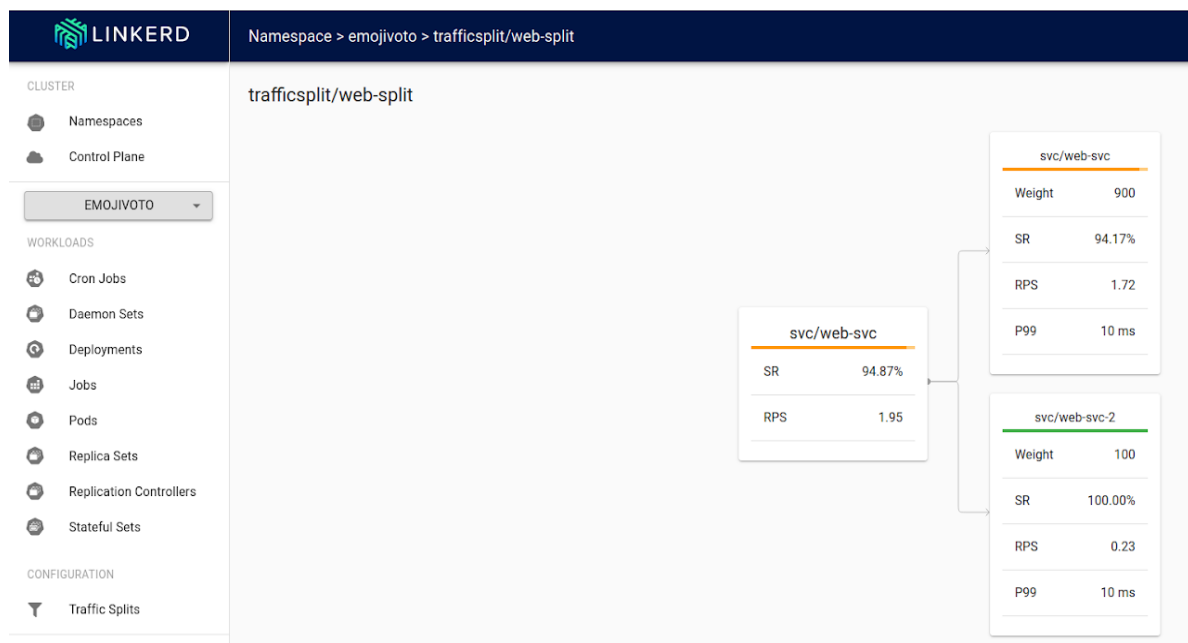 LINKERD
Namespace > emojivoto > trafficsplit/web-split
CLUSTER
Namespaces
Control Plane
EMOJIVOTO
WORKLOADS
Cron Jobs
Daemon Sets
Deployments
Jobs
Pods
Replica Sets
Replication Controllers
Stateful Sets
CONFIGURATION
Traffic Splits
trafficsplit/web-split
svc/web-svc
SR 94.87%
RPS 1.95
svc/web-svc
Weight 900
SR 94.17%
RPS 1.72
P99 10 ms
svc/web-svc-2
Weight 100
SR 100.00%
RPS 0.23
P99 10 ms